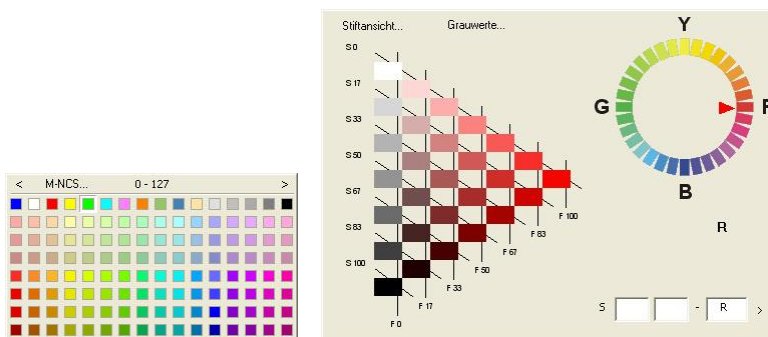 Stiftansicht... Grauwerte...
Y
S 0
S 17
S 33
G
S 50
< M-NCS... 0 - 127 >
B
S 67
S 83
F 100
R
F 83
S 100
F 67
F 50
F 33
S - R >
F 17
F 0